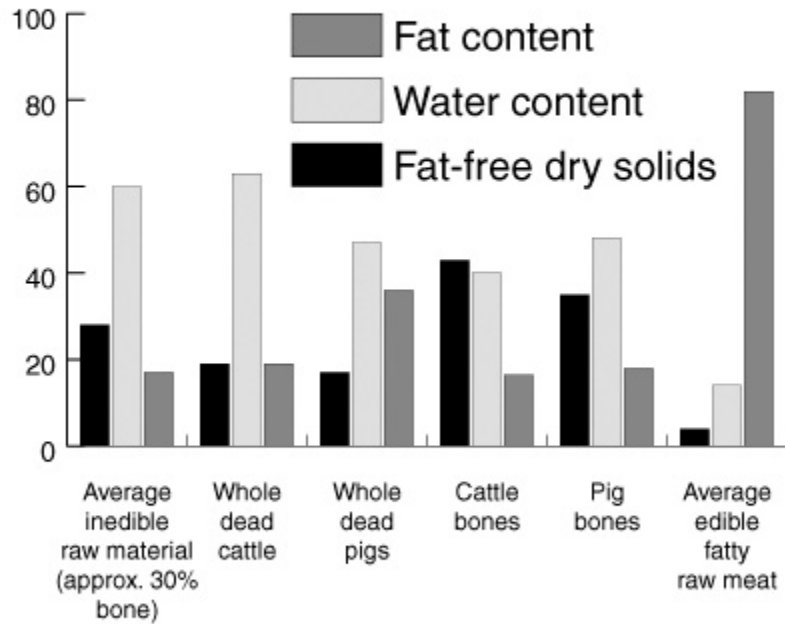 100
80
60
40
20
0
Fat content
Water content
Fat-free dry solids
Average
inedible
raw material
(approx. 30%
bone)
Whole
dead
cattle
Whole
dead
pigs
Cattle
bones
Pig
bones
Average
edible
fatty
raw meat